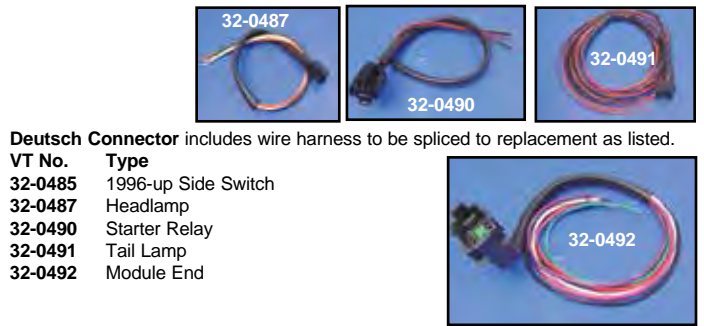 32-0487
32-0490
32-0491
Deutsch Connector includes wire harness to be spliced to replacement as listed.
VT No. Type
32-0485 1996-up Side Switch
32-0487 Headlamp
32-0490 Starter Relay
32-0491 Tail Lamp
32-0492 Module End
32-0492